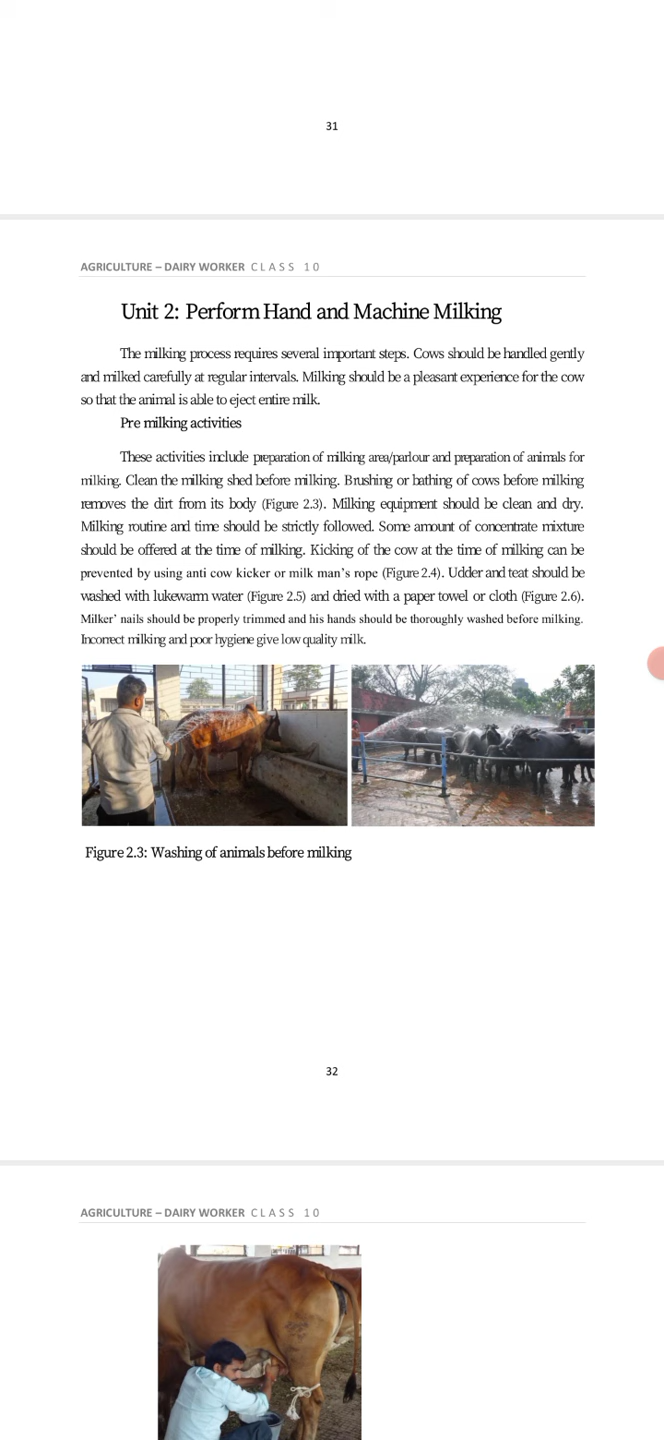 31
AGRICULTURE – DAIRY WORKER CLASS 10
Unit 2: Perform Hand and Machine Milking
The milking process requires several important steps. Cows should be handled gently
and milked carefully at regular intervals. Milking should be a pleasant experience for the cow
so that the animal is able to eject entire milk.
Pre milking activities
These activities include preparation of milking area/parlour and preparation of animals for
milking. Clean the milking shed before milking. Brushing or bathing of cows before milking
removes the dirt from its body (Figure 2.3). Milking equipment should be clean and dry.
Milking routine and time should be strictly followed. Some amount of concentrate mixture
should be offered at the time of milking. Kicking of the cow at the time of milking can be
prevented by using anti cow kicker or milk man's rope (Figure 2.4). Udder and teat should be
washed with lukewarm water (Figure 2.5) and dried with a paper towel or cloth (Figure 2.6).
Milker' nails should be properly trimmed and his hands should be thoroughly washed before milking.
Incorrect milking and poor hygiene give low quality milk.
Figure 2.3: Washing of animals before milking
32
AGRICULTURE – DAIRY WORKER CLASS 10